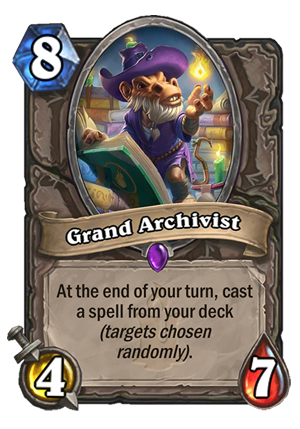 8
Grand Archivist
At the end of your turn, cast
a spell from your deck
(targets chosen
randomly).
4
7